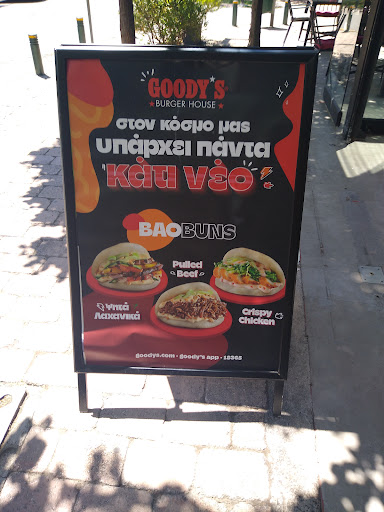 GOODY'S
BURGER HOUSE
στον κόσμο μας
υπάρχει πάντα
κάτι νέο
BAOBUNS
Pulled
Beef
Ψητά
Λαχανικά
Crispy
Chicken
goodys.com • goody's app • 18365